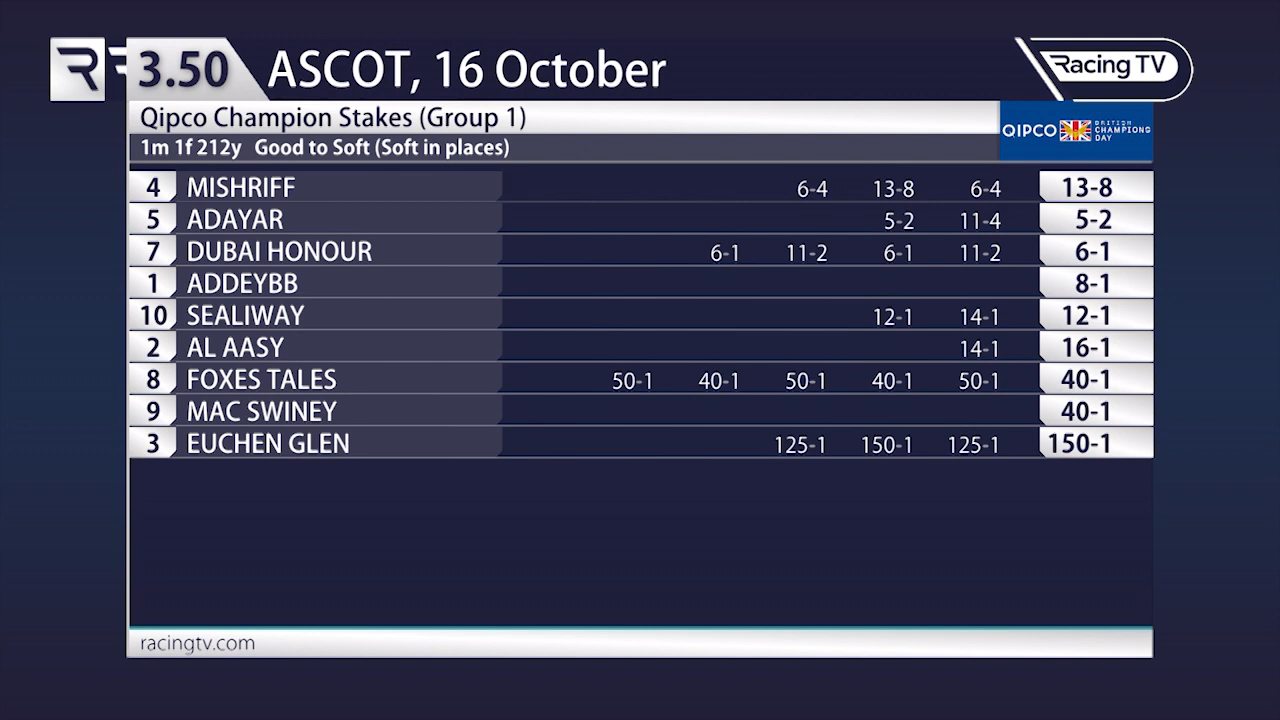 3.50 ASCOT, 16 October
Racing TV
Qipco Champion Stakes (Group 1)
1m 1f 212y Good to Soft (Soft in places)
QIPCO BRITISH CHAMPIONS DAY
4 MISHRIFF 6-4 13-8 6-4 13-8
5 ADAYAR 5-2 11-4 5-2
7 DUBAI HONOUR 6-1 11-2 6-1 11-2 6-1
1 ADDEYBB 8-1
10 SEALIWAY 12-1 14-1 12-1
2 AL AASY 14-1 16-1
8 FOXES TALES 50-1 40-1 50-1 40-1 50-1 40-1
9 MAC SWINEY 40-1
3 EUCHEN GLEN 125-1 150-1 125-1 150-1
racingtv.com